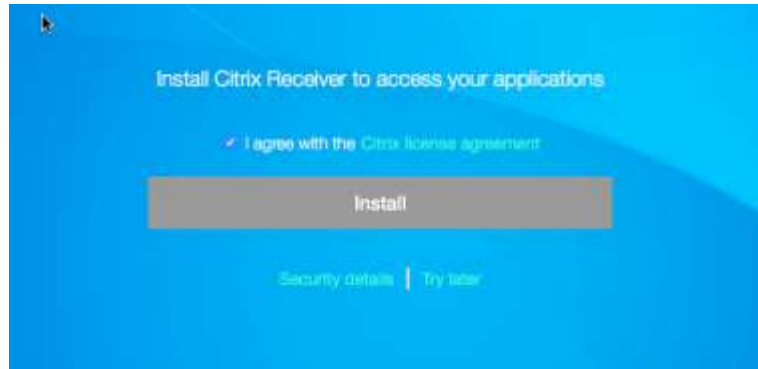 Install Citrix Receiver to access your applications
I agree with the Citrix license agreement
Install
Security details | Try later